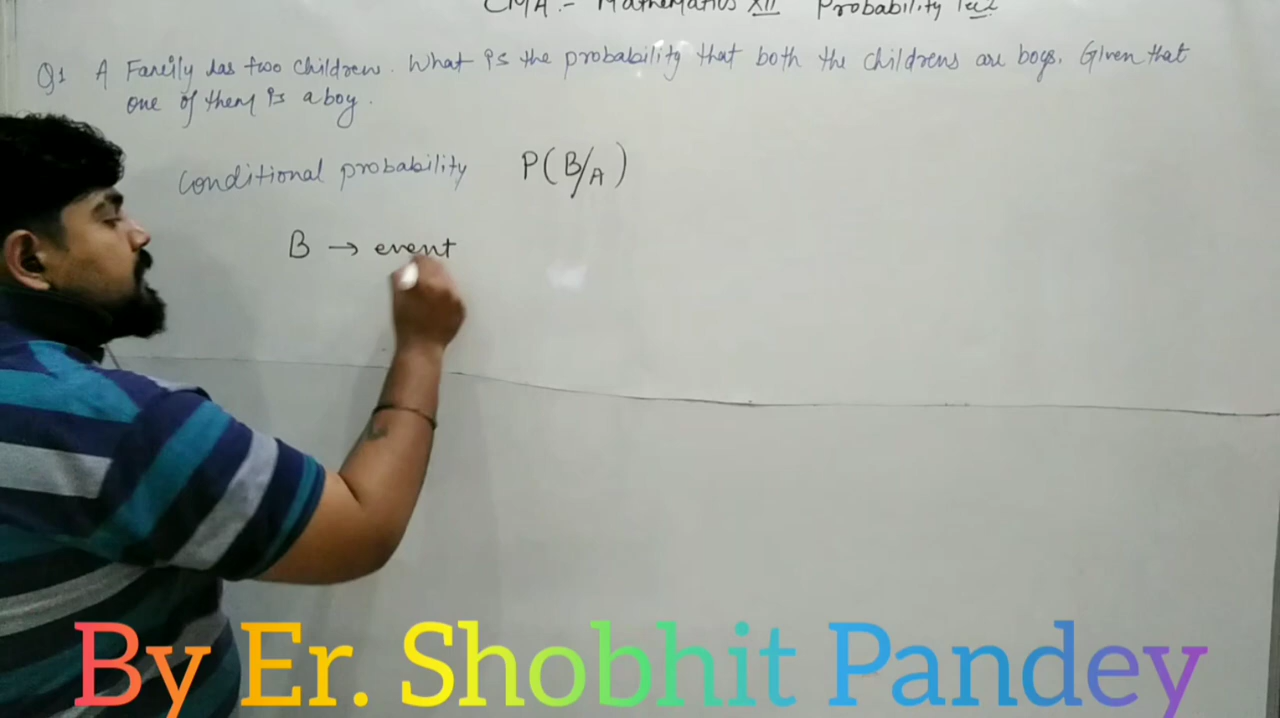 CMA :- Mathematics XII Probability Lec 2
Q1 A Family has two children. What is the probability that both the childrens are boys. Given that
one of them is a boy.
Conditional probability P(B/A)
B → event
By Er. Shobhit Pandey